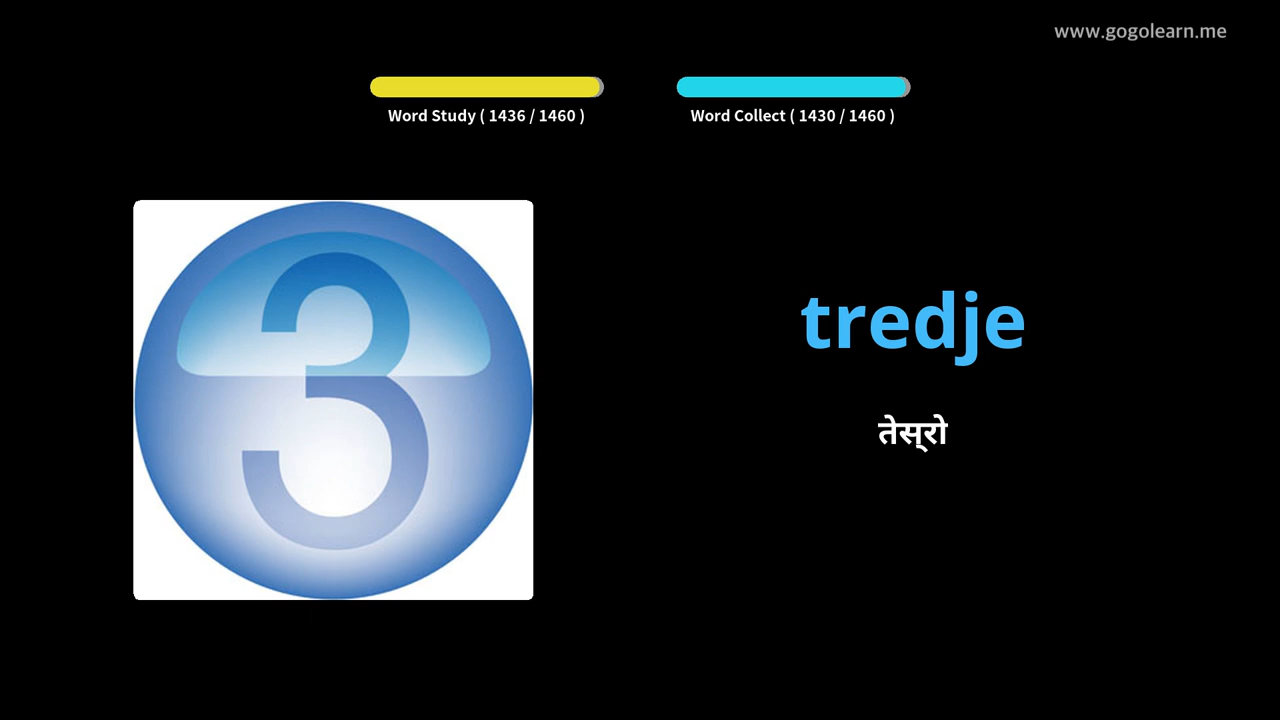 www.gogolearn.me
Word Study ( 1436 / 1460 )
Word Collect ( 1430 / 1460 )
3
tredje
तेस्रो